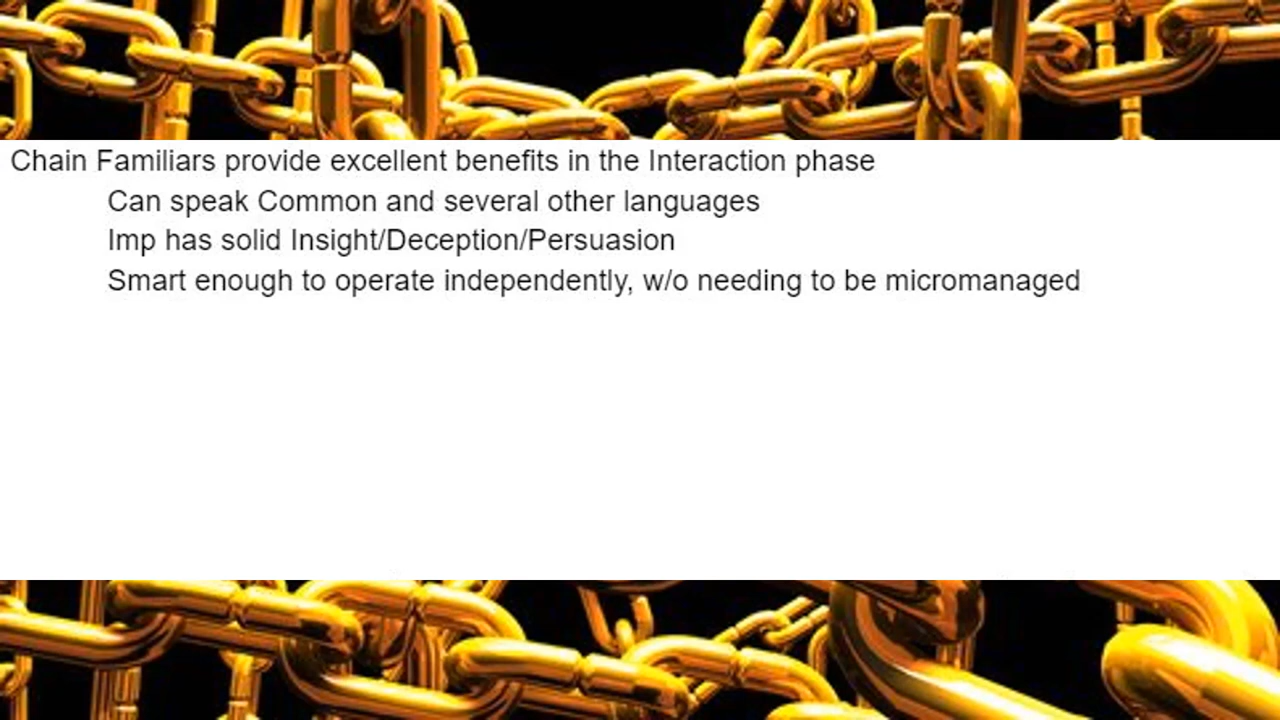 Chain Familiars provide excellent benefits in the Interaction phase
Can speak Common and several other languages
Imp has solid Insight/Deception/Persuasion
Smart enough to operate independently, w/o needing to be micromanaged